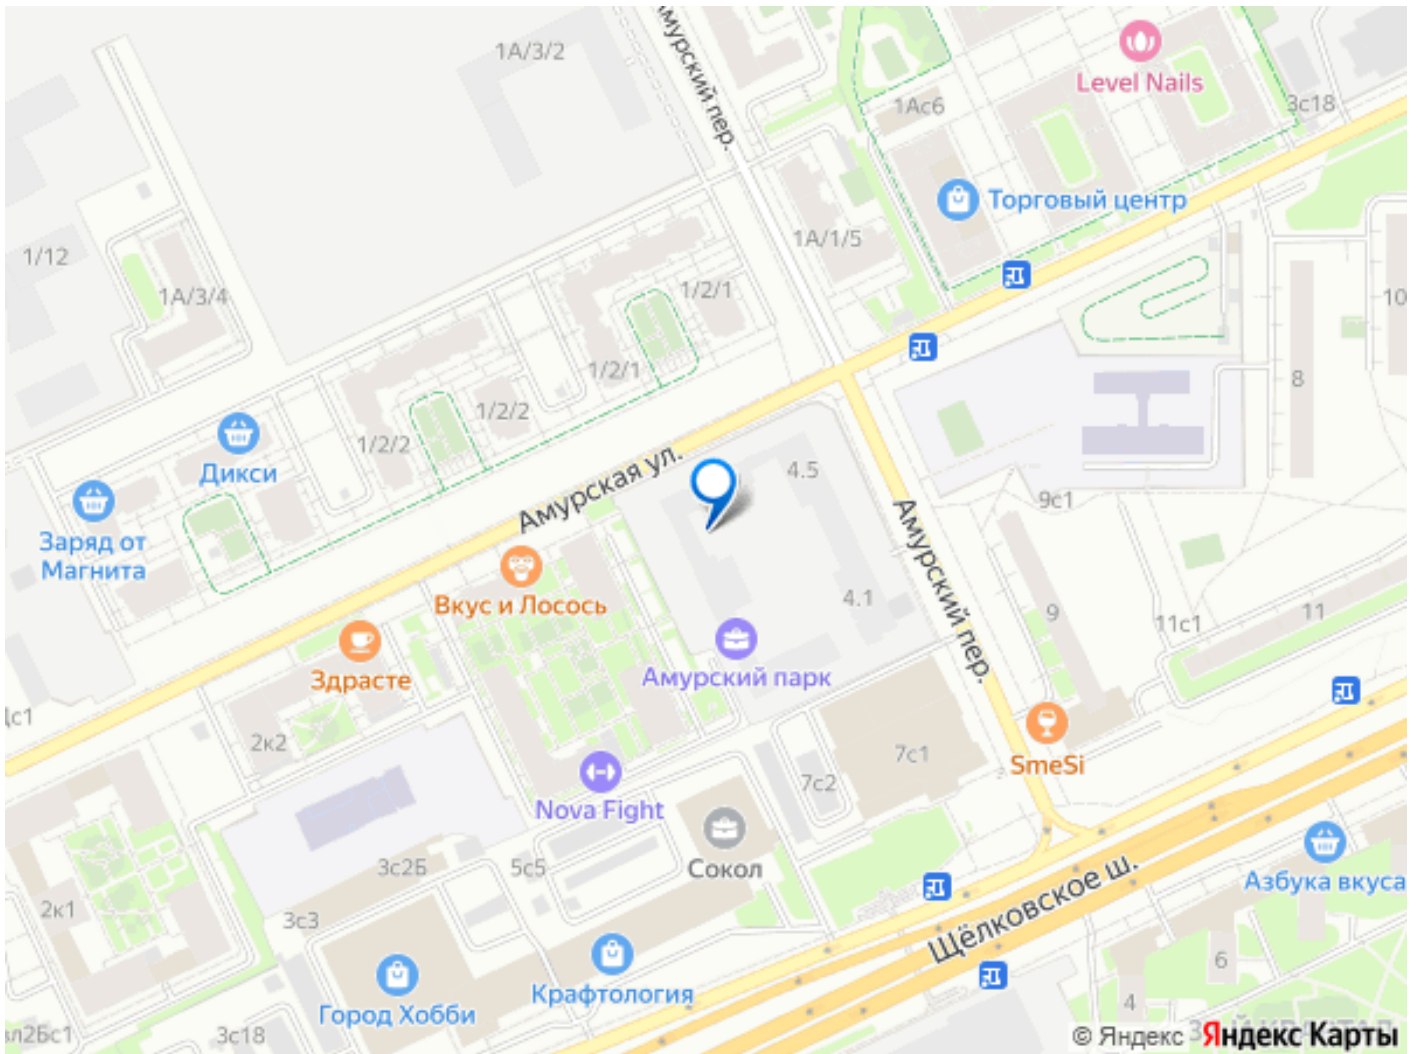 1А/3/2
Амурский пер.
Level Nails
1Ас6
3с18
Торговый центр
1А/1/5
1/12
1А/3/4
1/2/1
10
1/2/1
8
1/2/2
1/2/2
Дикси
Амурская ул.
4.5
9с1
Заряд от
Магнита
Вкус и Лосось
Амурский пер.
4.1
9
11с1
11
Здрасте
Амурский парк
2к2
7с1
SmeSi
7с2
Nova Fight
3с2Б
5с5
Сокол
Азбука вкуса
2к1
3с3
Щёлковское ш.
6
Крафтология
Город Хобби
4
3с18
© Яндекс
Яндекс Карты